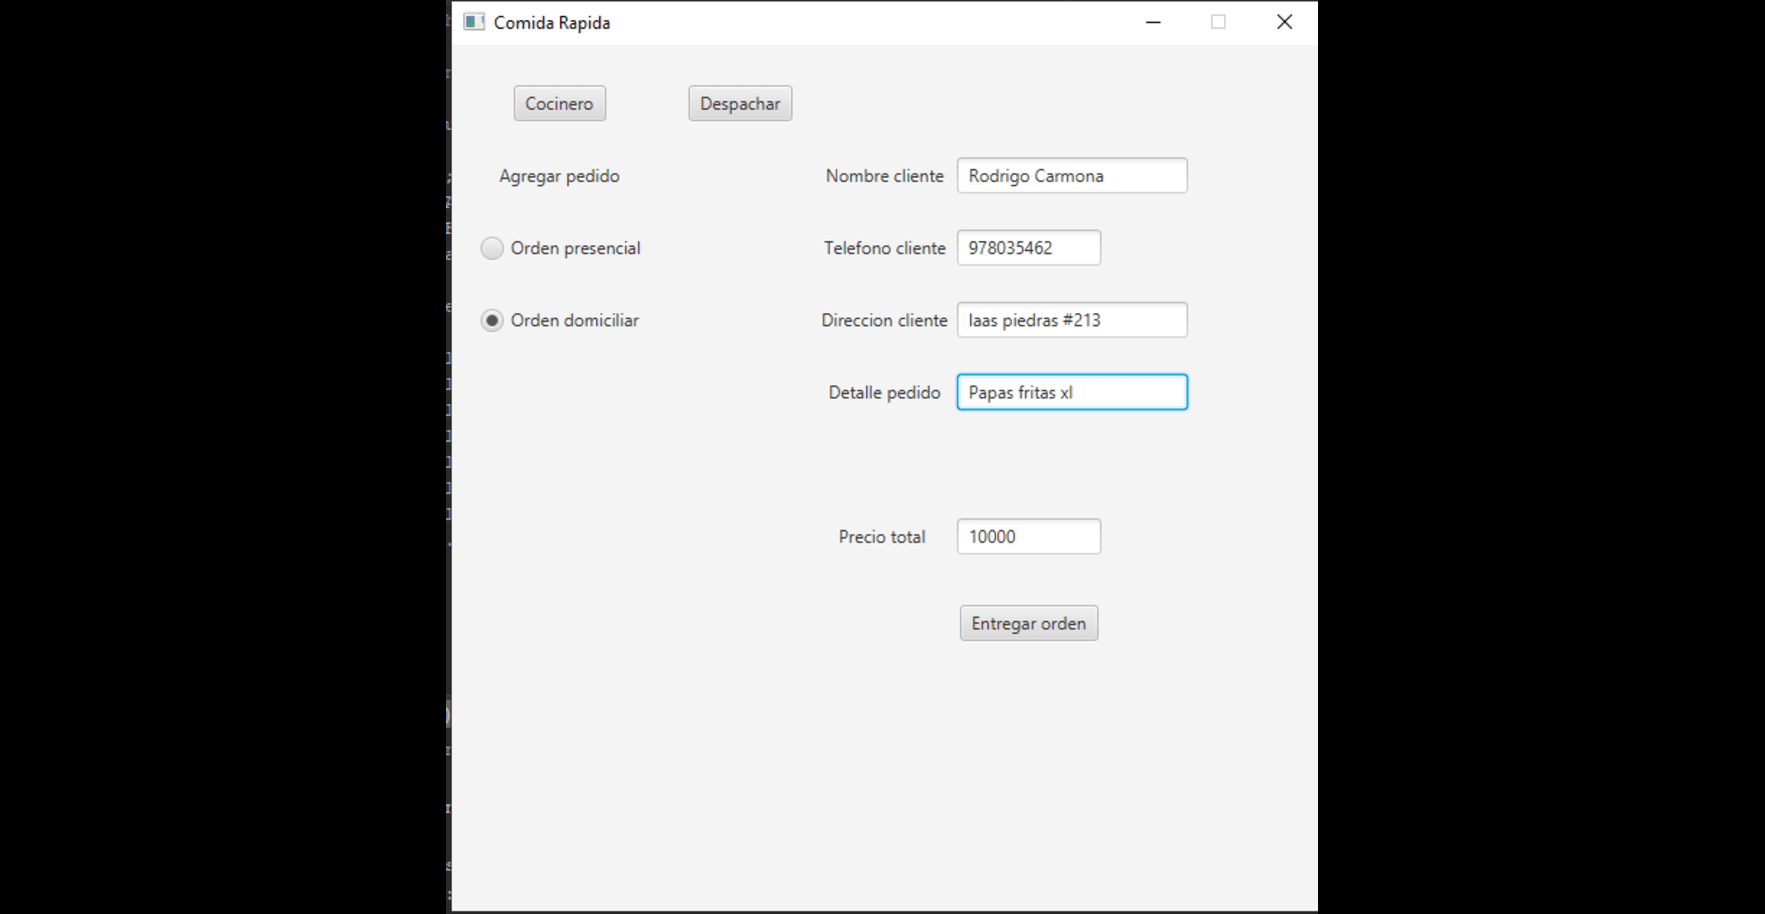 Comida Rapida
Cocinero
Despachar
Agregar pedido
Nombre cliente
Rodrigo Carmona
Orden presencial
Telefono cliente
978035462
Orden domiciliar
Direccion cliente
laas piedras #213
Detalle pedido
Papas fritas xl
Precio total
10000
Entregar orden